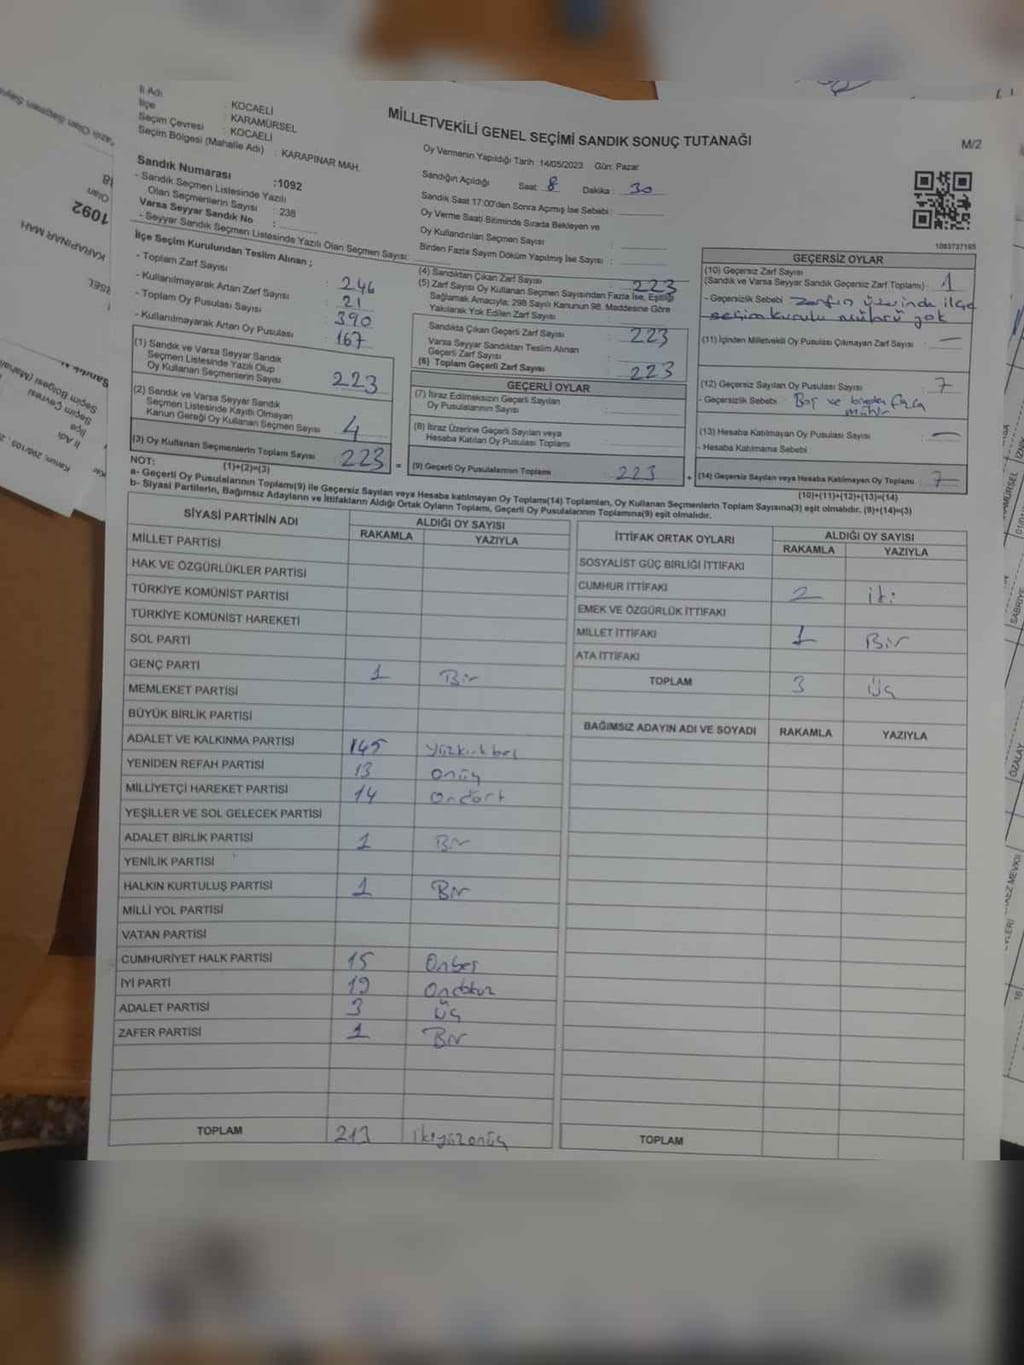 İl Adı : KOCAELİ
İlçe : KARAMÜRSEL
Seçim Çevresi : KOCAELİ
Seçim Bölgesi (Mahalle Adı) : KARAPINAR MAH.
MİLLETVEKİLİ GENEL SEÇİMİ SANDIK SONUÇ TUTANAĞI
M/2
Sandık Numarası :1092
- Sandık Seçmen Listesinde Yazılı
Olan Seçmenlerin Sayısı : 238
Varsa Seyyar Sandık No :
- Seyyar Sandık Seçmen Listesinde Yazılı Olan Seçmen Sayısı:
Oy Vermenin Yapıldığı Tarih :14/05/2023 Gün: Pazar
Sandığın Açıldığı Saat: 8 Dakika : 30
Sandık Saat 17:00'den Sonra Açımış İse Sebebi :
Oy Verme Saati Bitiminde Sırada Bekleyen ve
Oy Kullandırılan Seçmen Sayısı :
Birden Fazla Sayım Döküm Yapılmış İse Sayısı :
1083737165
İlçe Seçim Kurulundan Teslim Alınan ;
- Toplam Zarf Sayısı : 246
- Kullanılmayarak Artan Zarf Sayısı : 21
- Toplam Oy Pusulası Sayısı : 390
- Kullanılmayarak Artan Oy Pusulası : 167
(1) Sandık ve Varsa Seyyar Sandık
Seçmen Listesinde Yazılı Olup
Oy Kullanan Seçmenlerin Sayısı 223
(2) Sandık ve Varsa Seyyar Sandık
Seçmen Listesinde Kayıtlı Olmayan
Kanun Gereği Oy Kullanan Seçmen Sayısı 4
(3) Oy Kullanan Seçmenlerin Toplam Sayısı 223
(1)+(2)=(3)
(4) Sandıktan Çıkan Zarf Sayısı : 223
(5) Zarf Sayısı Oy Kullanan Seçmen Sayısından Fazla İse, Eşitliği
Sağlamak Amacıyla; 298 Sayılı Kanunun 98. Maddesine Göre
Yakılarak Yok Edilen Zarf Sayısı :
Sandıkta Çıkan Geçerli Zarf Sayısı : 223
Varsa Seyyar Sandıktan Teslim Alınan
Geçerli Zarf Sayısı :
(6) Toplam Geçerli Zarf Sayısı : 223
GEÇERLİ OYLAR
(7) İtiraz Edilmeksizin Geçerli Sayılan
Oy Pusulalarının Sayısı :
(8) İtiraz Üzerine Geçerli Sayılan veya
Hesaba Katılan Oy Pusulası Toplamı :
= (9) Geçerli Oy Pusulalarının Toplamı : 223 +
GEÇERSİZ OYLAR
(10) Geçersiz Zarf Sayısı
(Sandık ve Varsa Seyyar Sandık Geçersiz Zarf Toplamı) : 1
- Geçersizlik Sebebi : zarfın üzerinde ilçe
seçim kurulu mührü yok
(11) İçinden Milletvekili Oy Pusulası Çıkmayan Zarf Sayısı : —
(12) Geçersiz Sayılan Oy Pusulası Sayısı : 7
- Geçersizlik Sebebi : Boş ve birden fazla
mühür
(13) Hesaba Katılmayan Oy Pusulası Sayısı : —
- Hesaba Katılmama Sebebi :
(14) Geçersiz Sayılan veya Hesaba Katılmayan Oy Toplamı : 7
(10)+(11)+(12)+(13)=(14)
NOT:
a- Geçerli Oy Pusulalarının Toplamı(9) ile Geçersiz Sayılan veya Hesaba katılmayan Oy Toplamı(14) Toplamları, Oy Kullanan Seçmenlerin Toplam Sayısına(3) eşit olmalıdır. (9)+(14)=(3)
b- Siyasi Partilerin, Bağımsız Adayların ve İttifakların Aldığı Ortak Oyların Toplamı, Geçerli Oy Pusulalarının Toplamına(9) eşit olmalıdır.
SİYASİ PARTİNİN ADI ALDIĞI OY SAYISI
RAKAMLA YAZIYLA
MİLLET PARTİSİ
HAK VE ÖZGÜRLÜKLER PARTİSİ
TÜRKİYE KOMÜNİST PARTİSİ
TÜRKİYE KOMÜNİST HAREKETİ
SOL PARTİ
GENÇ PARTİ 1 Bir
MEMLEKET PARTİSİ
BÜYÜK BİRLİK PARTİSİ
ADALET VE KALKINMA PARTİSİ 145 yüzkırkbeş
YENİDEN REFAH PARTİSİ 13 onüç
MİLLİYETÇİ HAREKET PARTİSİ 14 Ondört
YEŞİLLER VE SOL GELECEK PARTİSİ
ADALET BİRLİK PARTİSİ 1 Bir
YENİLİK PARTİSİ
HALKIN KURTULUŞ PARTİSİ 1 Bir
MİLLİ YOL PARTİSİ
VATAN PARTİSİ
CUMHURİYET HALK PARTİSİ 15 Onbeş
İYİ PARTİ 19 Ondokuz
ADALET PARTİSİ 3 Üç
ZAFER PARTİSİ 1 Bir
TOPLAM 213 ikiyüzonüç
İTTİFAK ORTAK OYLARI ALDIĞI OY SAYISI
RAKAMLA YAZIYLA
SOSYALİST GÜÇ BİRLİĞİ İTTİFAKI
CUMHUR İTTİFAKI 2 iki
EMEK VE ÖZGÜRLÜK İTTİFAKI
MİLLET İTTİFAKI 1 Bir
ATA İTTİFAKI
TOPLAM 3 Üç
BAĞIMSIZ ADAYIN ADI VE SOYADI RAKAMLA YAZIYLA
TOPLAM
1092
KARAPINAR MAH